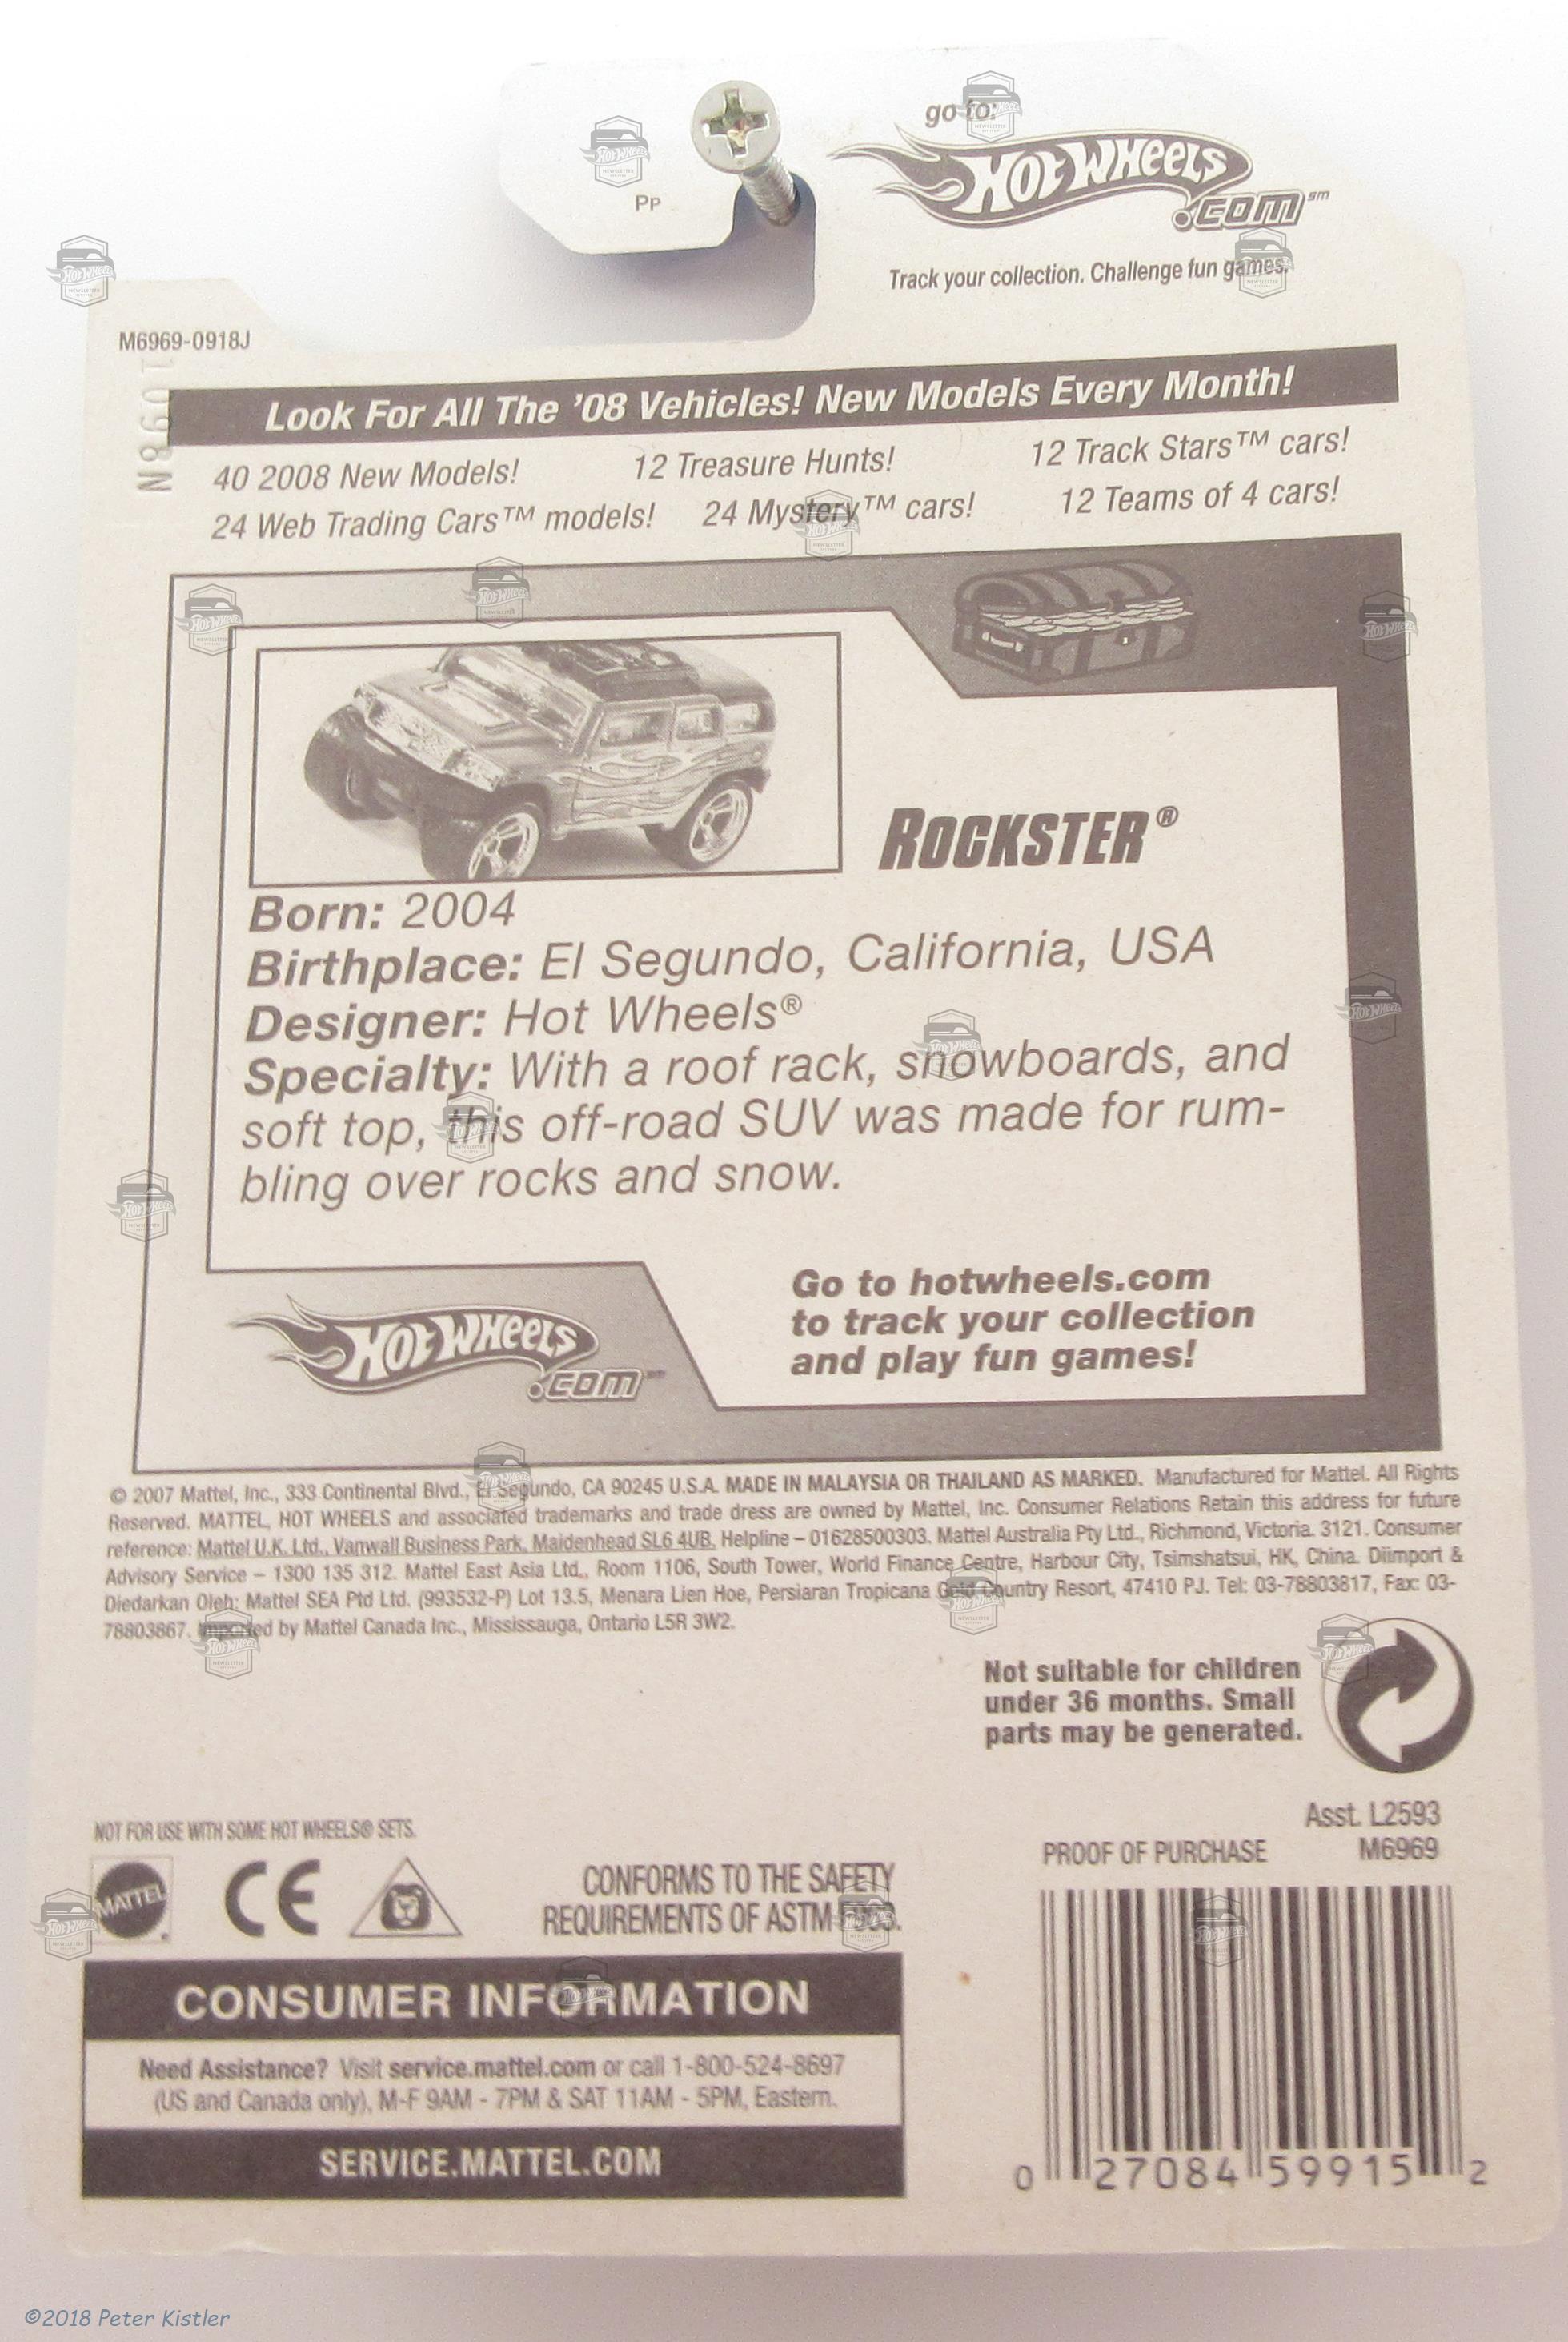 go to:
HOT WHEELS
.COM℠
Pp
Track your collection. Challenge fun games.
M6969-0918J
1098N
Look For All The '08 Vehicles! New Models Every Month!
40 2008 New Models! 12 Treasure Hunts! 12 Track Stars™ cars!
24 Web Trading Cars™ models! 24 Mystery™ cars! 12 Teams of 4 cars!
ROCKSTER®
Born: 2004
Birthplace: El Segundo, California, USA
Designer: Hot Wheels®
Specialty: With a roof rack, snowboards, and
soft top, this off-road SUV was made for rum-
bling over rocks and snow.
HOT WHEELS
.COM℠
Go to hotwheels.com
to track your collection
and play fun games!
© 2007 Mattel, Inc., 333 Continental Blvd., El Segundo, CA 90245 U.S.A. MADE IN MALAYSIA OR THAILAND AS MARKED. Manufactured for Mattel. All Rights
Reserved. MATTEL, HOT WHEELS and associated trademarks and trade dress are owned by Mattel, Inc. Consumer Relations Retain this address for future
reference: Mattel U.K. Ltd., Vanwall Business Park, Maidenhead SL6 4UB. Helpline – 01628500303. Mattel Australia Pty Ltd., Richmond, Victoria. 3121. Consumer
Advisory Service – 1300 135 312. Mattel East Asia Ltd., Room 1106, South Tower, World Finance Centre, Harbour City, Tsimshatsui, HK, China. Diimport &
Diedarkan Oleh: Mattel SEA Ptd Ltd. (993532-P) Lot 13.5, Menara Lien Hoe, Persiaran Tropicana Gold Country Resort, 47410 PJ. Tel: 03-78803817, Fax: 03-
78803867. Imported by Mattel Canada Inc., Mississauga, Ontario L5R 3W2.
Not suitable for children
under 36 months. Small
parts may be generated.
Asst. L2593
PROOF OF PURCHASE M6969
NOT FOR USE WITH SOME HOT WHEELS® SETS.
MATTEL
CE
CONFORMS TO THE SAFETY
REQUIREMENTS OF ASTM F963.
CONSUMER INFORMATION
Need Assistance? Visit service.mattel.com or call 1-800-524-8697
(US and Canada only), M-F 9AM - 7PM & SAT 11AM - 5PM, Eastern.
SERVICE.MATTEL.COM
0 27084 59915 2
©2018 Peter Kistler